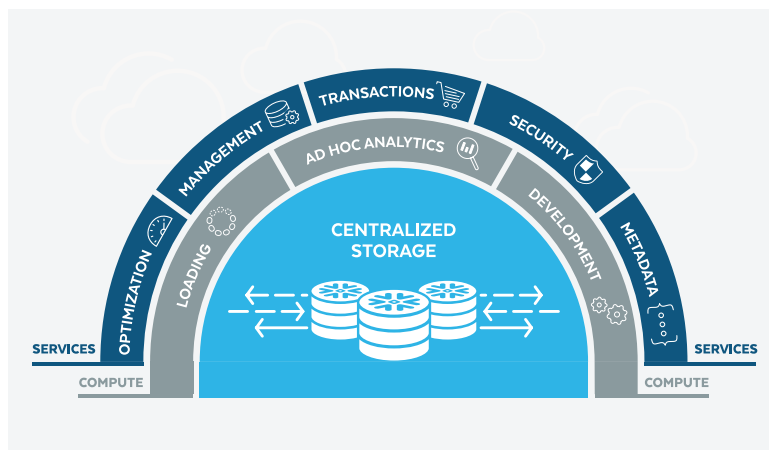 TRANSACTIONS
MANAGEMENT
SECURITY
OPTIMIZATION
METADATA
AD HOC ANALYTICS
LOADING
DEVELOPMENT
CENTRALIZED
STORAGE
SERVICES
SERVICES
COMPUTE
COMPUTE